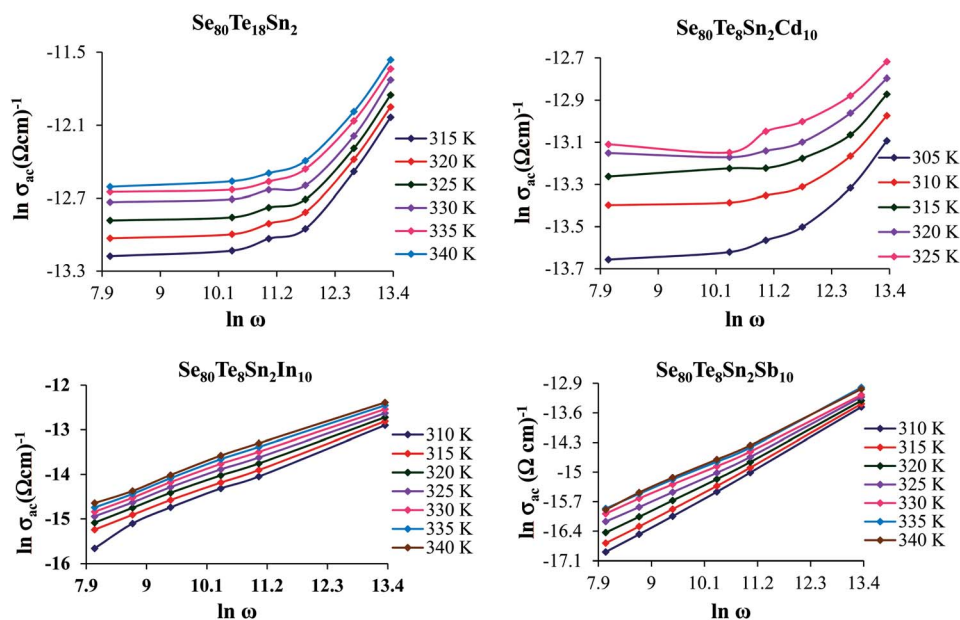 Se₈₀Te₁₈Sn₂
-11.5
-12.1
-12.7
-13.3
7.9 9 10.1 11.2 12.3 13.4
ln σac(Ωcm)⁻¹
ln ω
315 K
320 K
325 K
330 K
335 K
340 K
Se₈₀Te₈Sn₂Cd₁₀
-12.7
-12.9
-13.1
-13.3
-13.5
-13.7
7.9 9 10.1 11.2 12.3 13.4
ln σac(Ωcm)⁻¹
ln ω
305 K
310 K
315 K
320 K
325 K
Se₈₀Te₈Sn₂In₁₀
-12
-13
-14
-15
-16
7.9 9 10.1 11.2 12.3 13.4
ln σac(Ωcm)⁻¹
ln ω
310 K
315 K
320 K
325 K
330 K
335 K
340 K
Se₈₀Te₈Sn₂Sb₁₀
-12.9
-13.6
-14.3
-15
-15.7
-16.4
-17.1
7.9 9 10.1 11.2 12.3 13.4
ln σac (Ω cm)⁻¹
ln ω
310 K
315 K
320 K
325 K
330 K
335 K
340 K